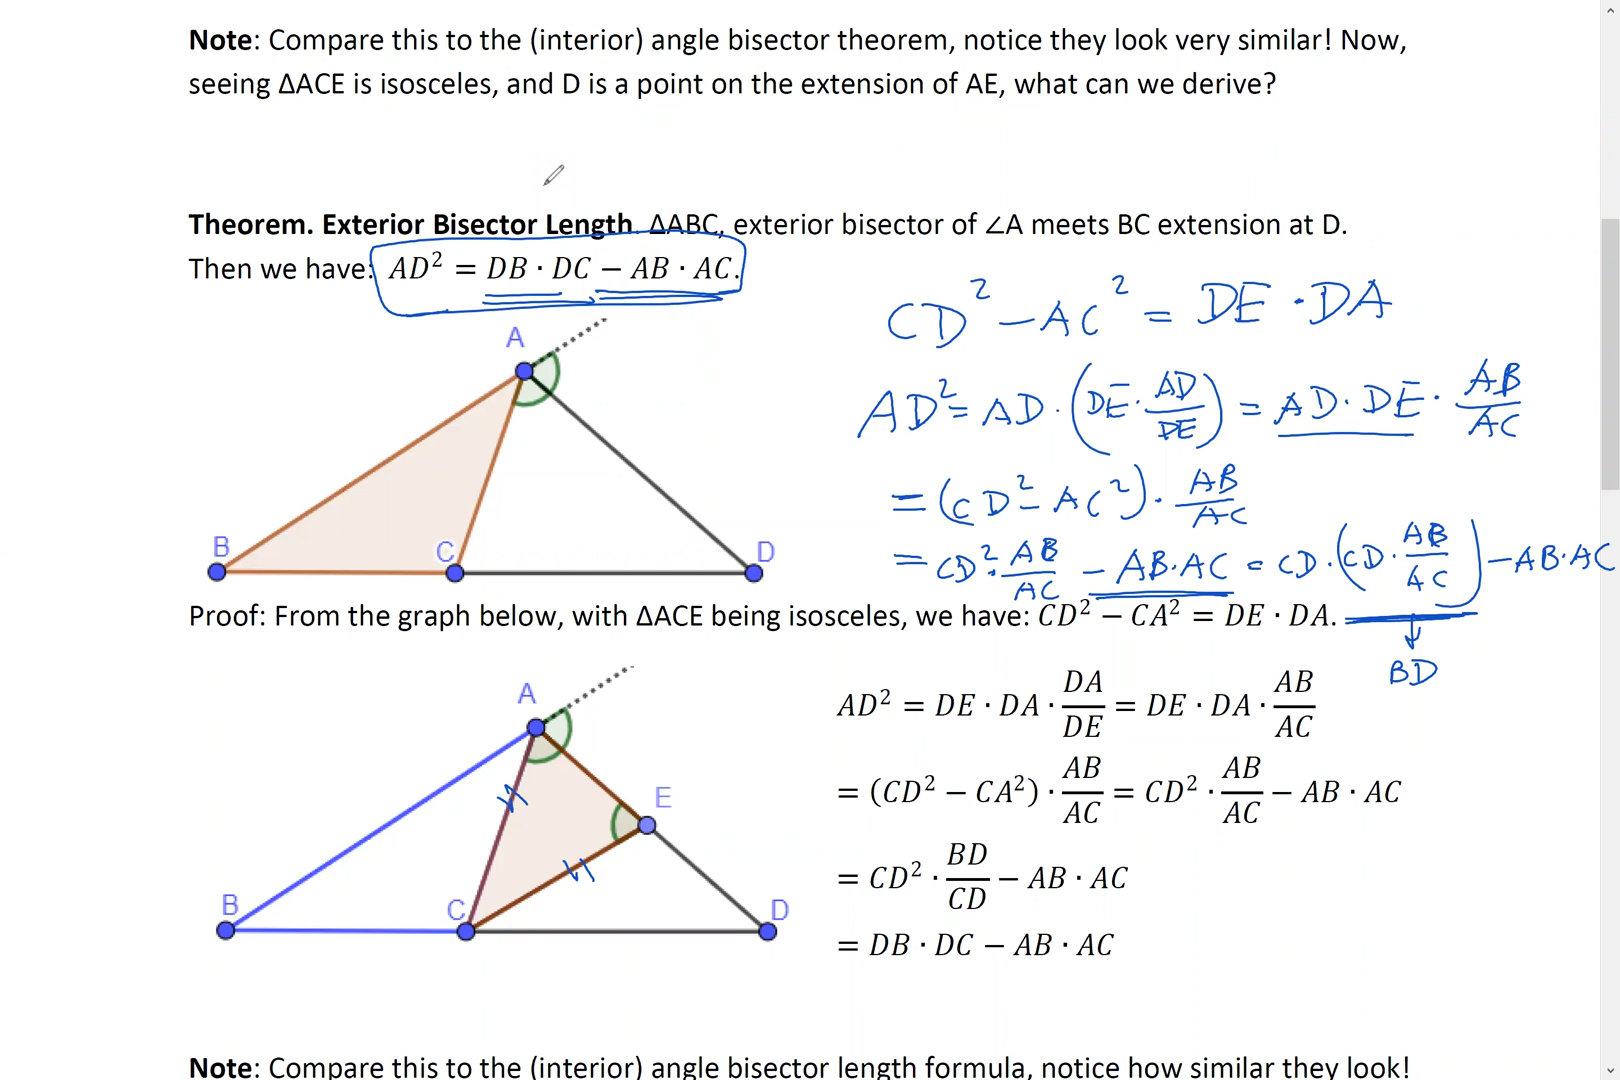 Note: Compare this to the (interior) angle bisector theorem, notice they look very similar! Now,
seeing ΔACE is isosceles, and D is a point on the extension of AE, what can we derive?
Theorem. Exterior Bisector Length. ΔABC, exterior bisector of ∠A meets BC extension at D.
Then we have: AD² = DB · DC − AB · AC.
CD² − AC² = DE · DA
AD² = AD · (DE · AD/DE) = AD · DE · AB/AC
= (CD² − AC²) · AB/AC
= CD² · AB/AC − AB · AC = CD · (CD · AB/AC) − AB · AC
BD
A
B
C
D
Proof: From the graph below, with ΔACE being isosceles, we have: CD² − CA² = DE · DA.
A
E
B
C
D
AD² = DE · DA · DA/DE = DE · DA · AB/AC
= (CD² − CA²) · AB/AC = CD² · AB/AC − AB · AC
= CD² · BD/CD − AB · AC
= DB · DC − AB · AC
Note: Compare this to the (interior) angle bisector length formula, notice how similar they look!